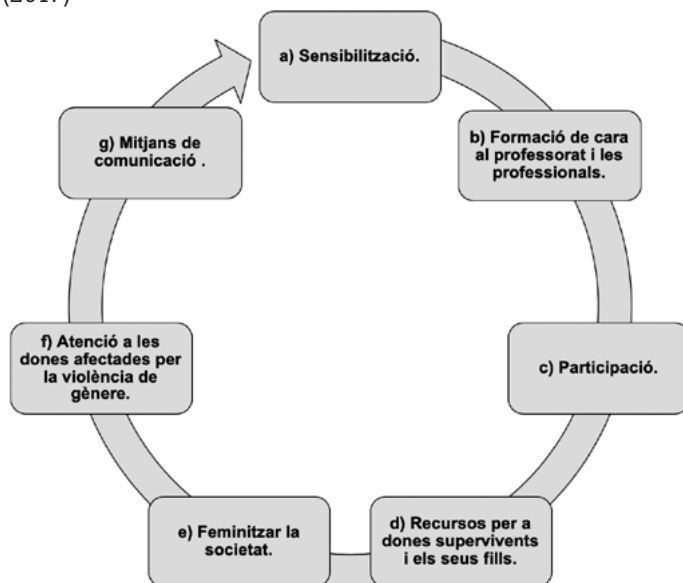 (2017)
a) Sensibilització.
b) Formació de cara
al professorat i les
professionals.
c) Participació.
d) Recursos per a
dones supervivents
i els seus fills.
e) Feminitzar la
societat.
f) Atenció a les
dones afectades per
la violència de
gènere.
g) Mitjans de
comunicació .